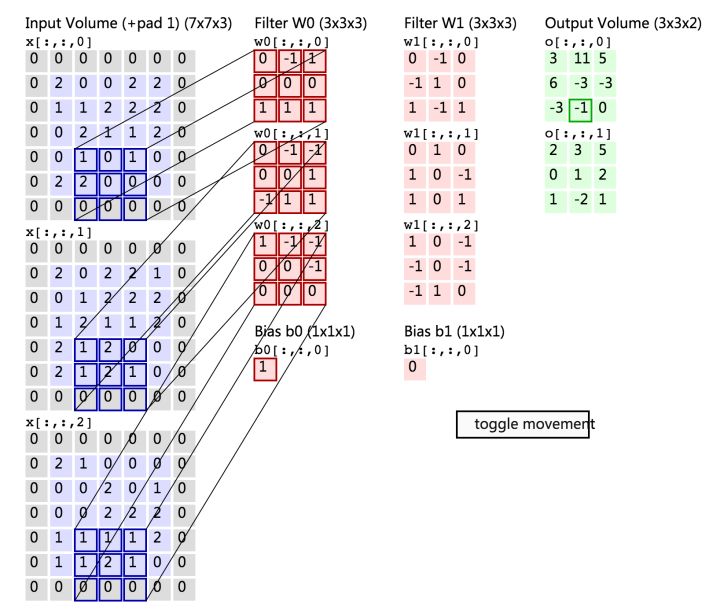 Input Volume (+pad 1) (7x7x3)
x[:,:,0]
0 0 0 0 0 0 0
0 2 0 0 2 2 0
0 1 1 2 2 2 0
0 0 2 1 1 2 0
0 0 1 0 1 0 0
0 2 2 0 0 0 0
0 0 0 0 0 0 0
x[:,:,1]
0 0 0 0 0 0 0
0 2 0 2 2 1 0
0 0 1 2 2 2 0
0 1 2 1 1 2 0
0 2 1 2 0 0 0
0 2 1 2 1 0 0
0 0 0 0 0 0 0
x[:,:,2]
0 0 0 0 0 0 0
0 2 1 0 0 0 0
0 0 0 2 0 1 0
0 0 0 2 2 2 0
0 1 1 1 1 2 0
0 1 1 2 1 0 0
0 0 0 0 0 0 0
Filter W0 (3x3x3)
w0[:,:,0]
0 -1 1
0 0 0
1 1 1
w0[:,:,1]
0 -1 -1
0 0 1
-1 1 1
w0[:,:,2]
1 -1 -1
0 0 -1
0 0 0
Bias b0 (1x1x1)
b0[:,:,0]
1
Filter W1 (3x3x3)
w1[:,:,0]
0 -1 0
-1 1 0
1 -1 1
w1[:,:,1]
0 1 0
1 0 -1
1 0 1
w1[:,:,2]
1 0 -1
-1 0 -1
-1 1 0
Bias b1 (1x1x1)
b1[:,:,0]
0
Output Volume (3x3x2)
o[:,:,0]
3 11 5
6 -3 -3
-3 -1 0
o[:,:,1]
2 3 5
0 1 2
1 -2 1
toggle movement